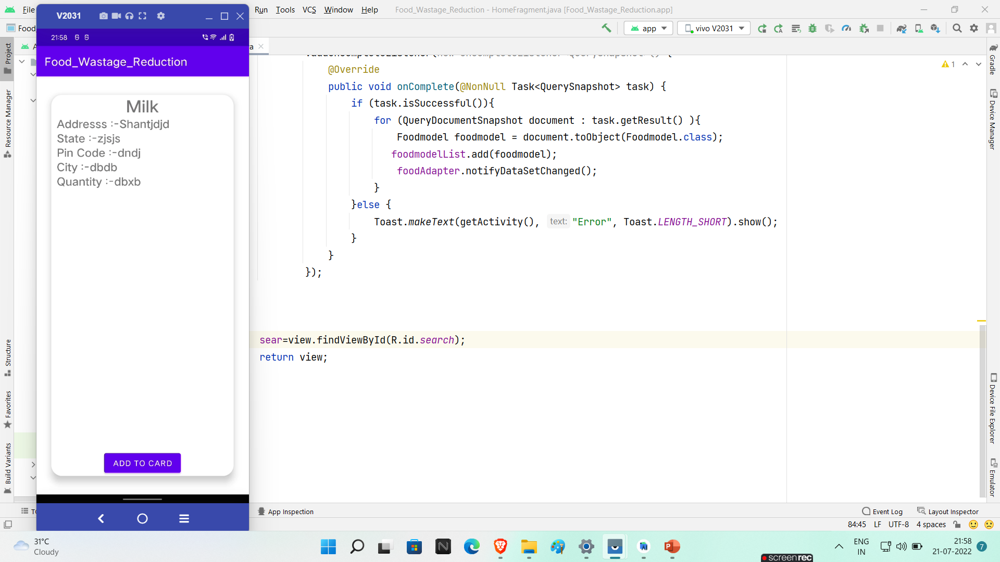 File Run Tools VCS Window Help Food_Wastage_Reduction - HomeFragment.java [Food_Wastage_Reduction.app]
V2031
21:58
Food_Wastage_Reduction
Milk
Addresss :-Shantjdjd
State :-zjsjs
Pin Code :-dndj
City :-dbdb
Quantity :-dbxb
ADD TO CARD
Food
app vivo V2031
Project
Resource Manager
Structure
Favorites
Build Variants
1
@Override
public void onComplete(@NonNull Task<QuerySnapshot> task) {
if (task.isSuccessful()){
for (QueryDocumentSnapshot document : task.getResult() ){
Foodmodel foodmodel = document.toObject(Foodmodel.class);
foodmodelList.add(foodmodel);
foodAdapter.notifyDataSetChanged();
}
}else {
Toast.makeText(getActivity(), text: "Error", Toast.LENGTH_SHORT).show();
}
}
});
sear=view.findViewById(R.id.search);
return view;
Gradle
Device Manager
Device File Explorer
Emulator
App Inspection
Event Log Layout Inspector
84:45 LF UTF-8 4 spaces
31°C
Cloudy
ENG
IN
21:58
21-07-2022
7
screenrec